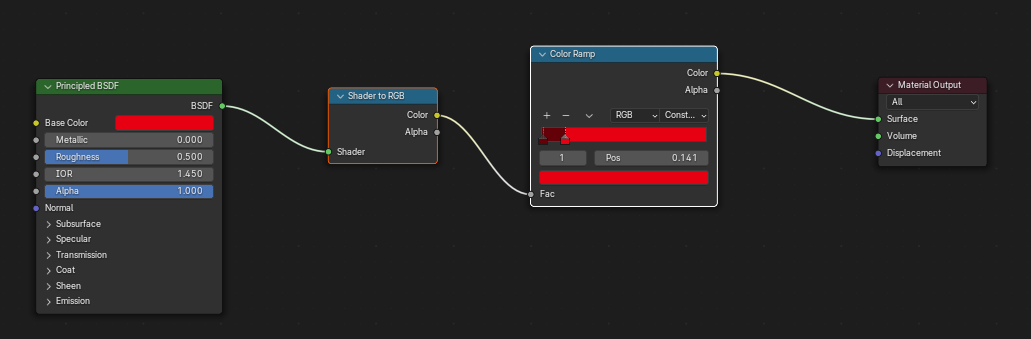 Principled BSDF
BSDF
Base Color
Metallic 0.000
Roughness 0.500
IOR 1.450
Alpha 1.000
Normal
Subsurface
Specular
Transmission
Coat
Sheen
Emission
Shader to RGB
Color
Alpha
Shader
Color Ramp
Color
Alpha
+ − RGB Const...
1 Pos 0.141
Fac
Material Output
All
Surface
Volume
Displacement